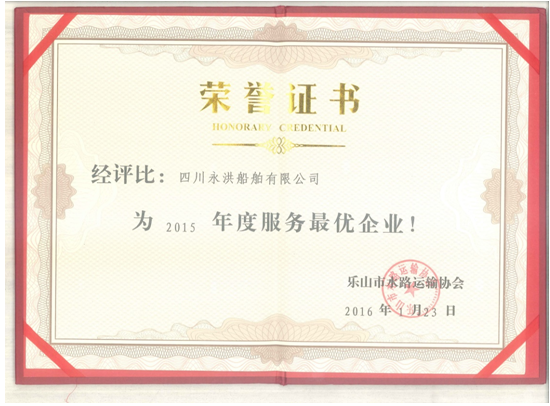 荣誉证书
HONORARY CREDENTIAL
经评比：四川永洪船舶有限公司
为 2015 年度服务最优企业！
乐山市水路运输协会
2016 年 1 月 23 日